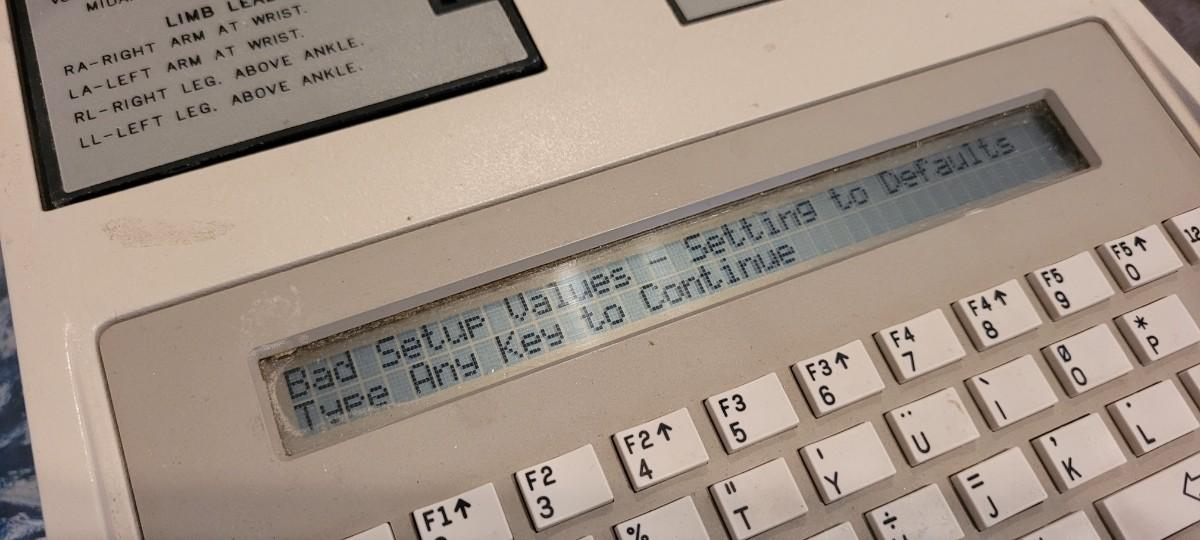 LIMB
RA-RIGHT ARM AT WRIST.
LA-LEFT ARM AT WRIST.
RL-RIGHT LEG. ABOVE ANKLE.
LL-LEFT LEG. ABOVE ANKLE.
Bad Setup Values - Setting to Defaults
Type Any Key to Continue
F1↑
F2 3
F2↑ 4
F3 5
F3↑ 6
F4 7
F4↑ 8
F5 9
F5↑ 0
12
%
" T
' Y
¨ U
` I
Ø O
* P
÷
= J
' K
L